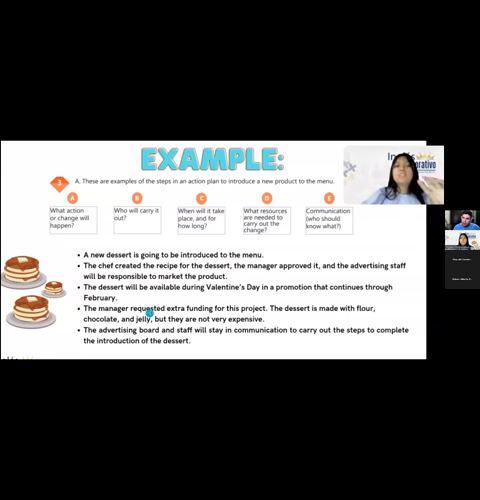 EXAMPLE:
3
A. These are examples of the steps in an action plan to introduce a new product to the menu.
A
B
C
D
E
What action
or change will
happen?
Who will carry it
out?
When will it take
place, and for
how long?
What resources
are needed to
carry out the
change?
Communication
(who should
know what?)
• A new dessert is going to be introduced to the menu.
• The chef created the recipe for the dessert, the manager approved it, and the advertising staff
will be responsible to market the product.
• The dessert will be available during Valentine's Day in a promotion that continues through
February.
• The manager requested extra funding for this project. The dessert is made with flour,
chocolate, and jelly, but they are not very expensive.
• The advertising board and staff will stay in communication to carry out the steps to complete
the introduction of the dessert.